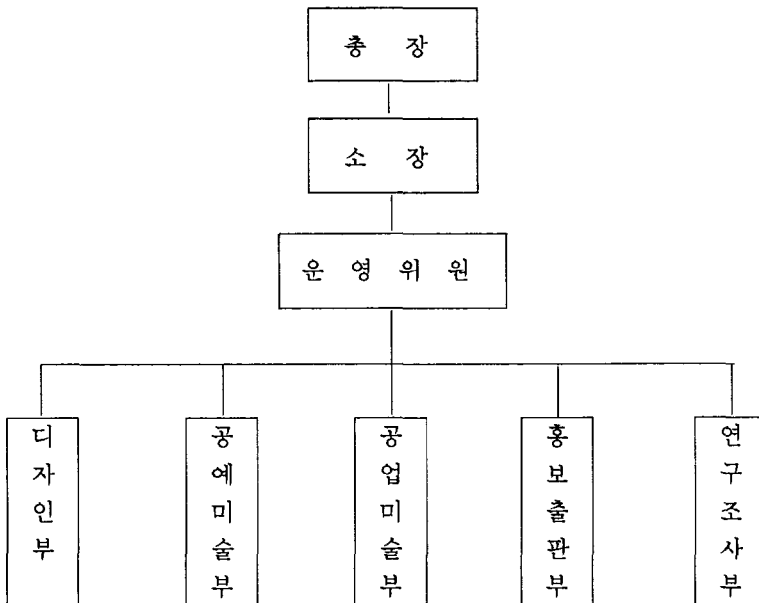 총 장
소 장
운 영 위 원
디자인부
공예미술부
공업미술부
홍보출판부
연구조사부